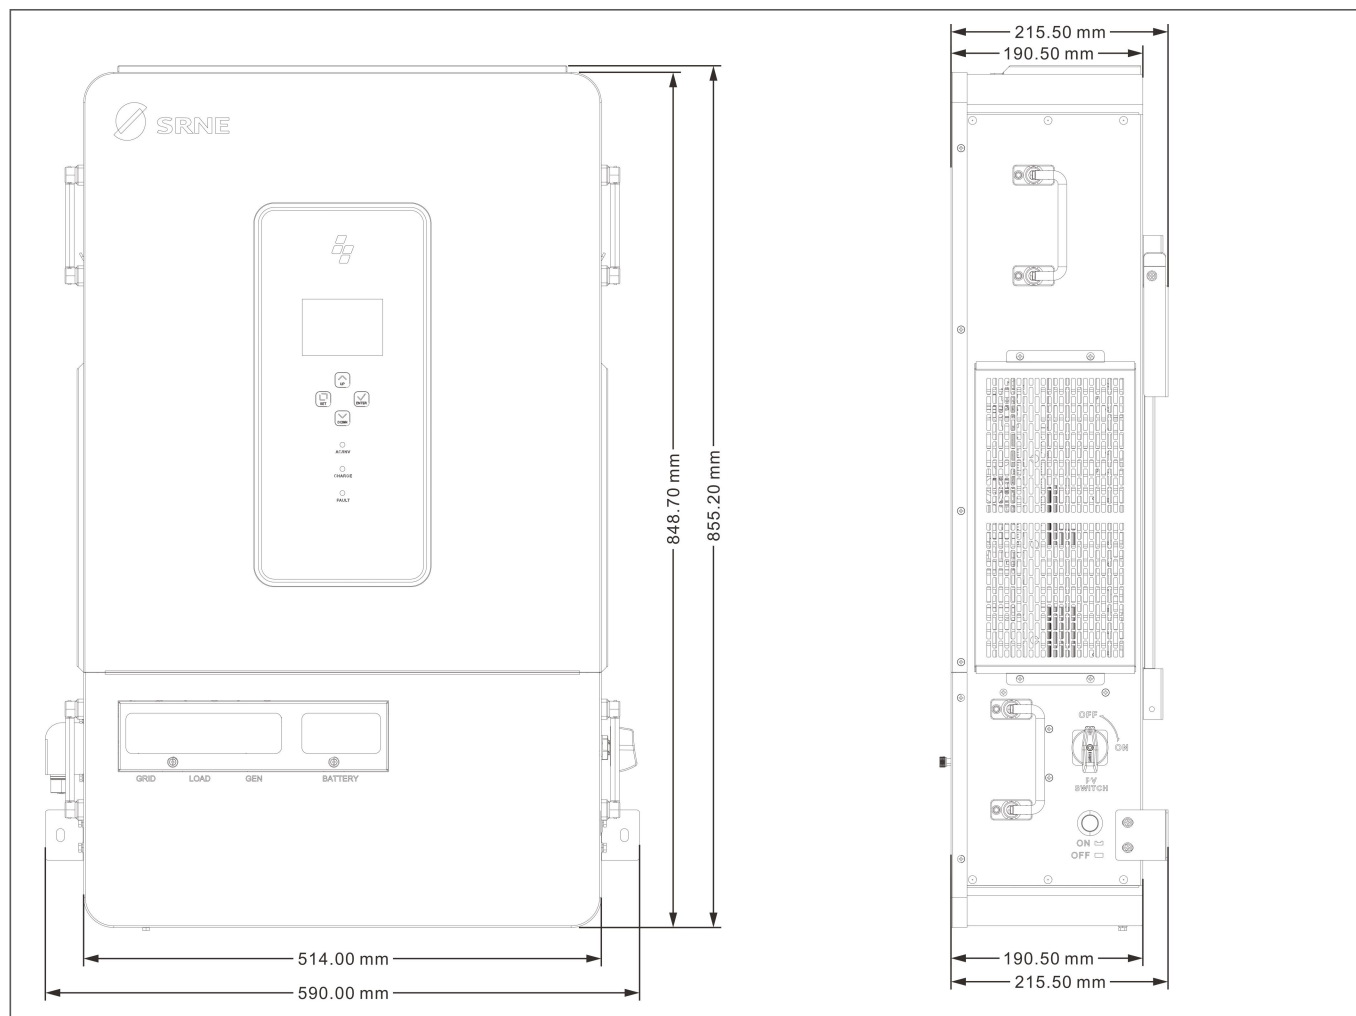 215.50 mm
190.50 mm
SRNE
UP
SET
ENTER
DOWN
AC/INV
CHARGE
FAULT
848.70 mm
855.20 mm
GRID LOAD GEN BATTERY
OFF
ON
PV
SWITCH
ON
OFF
514.00 mm
590.00 mm
190.50 mm
215.50 mm